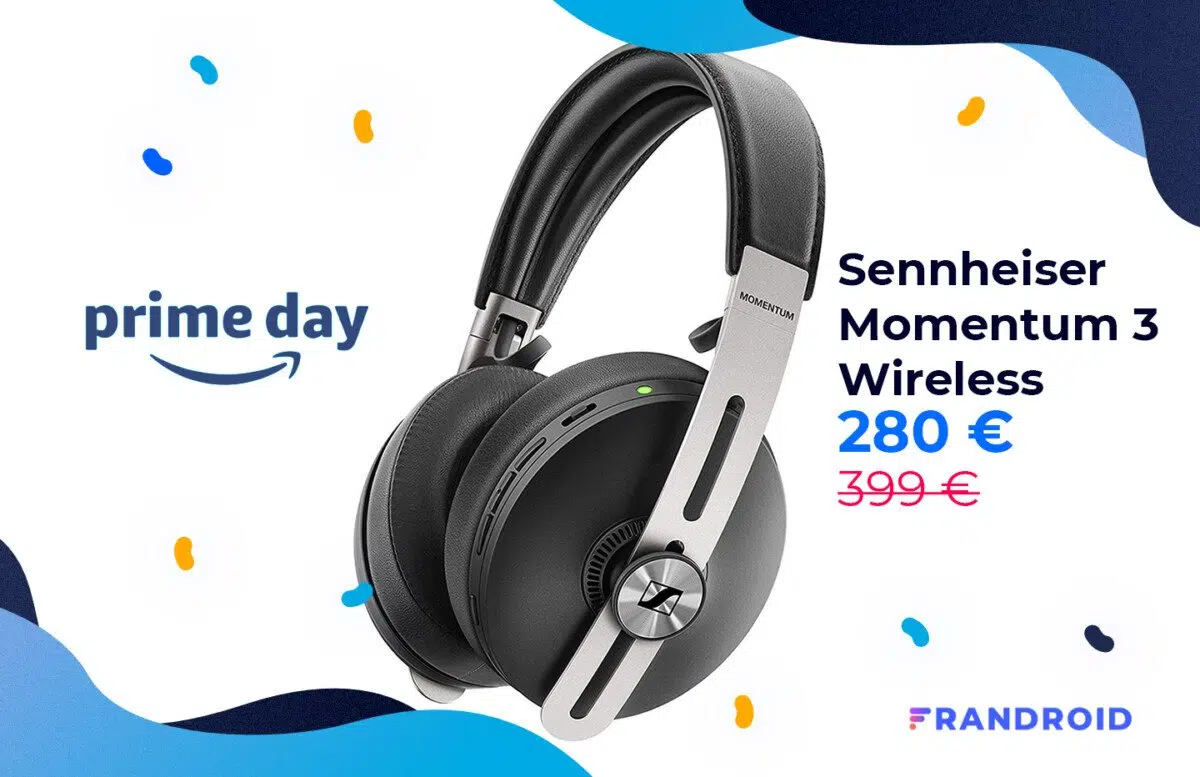 prime day
MOMENTUM
Sennheiser
Momentum 3
Wireless
280 €
399 €
FRANDROID